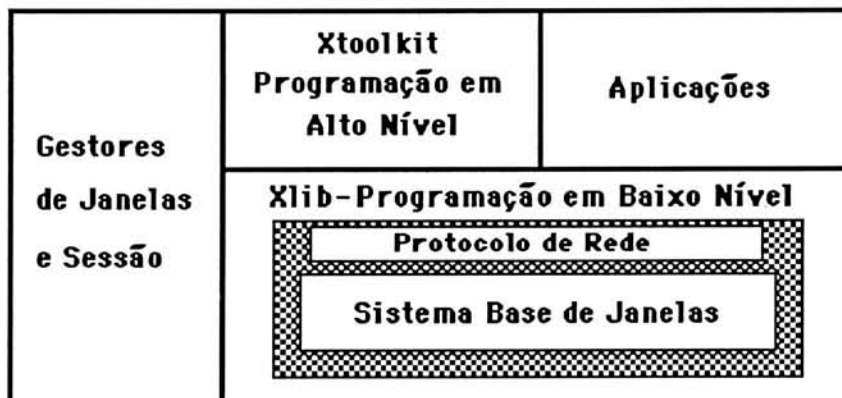 Gestores
de Janelas
e Sessão
Xtoolkit
Programação em
Alto Nível
Aplicações
Xlib-Programação em Baixo Nível
Protocolo de Rede
Sistema Base de Janelas